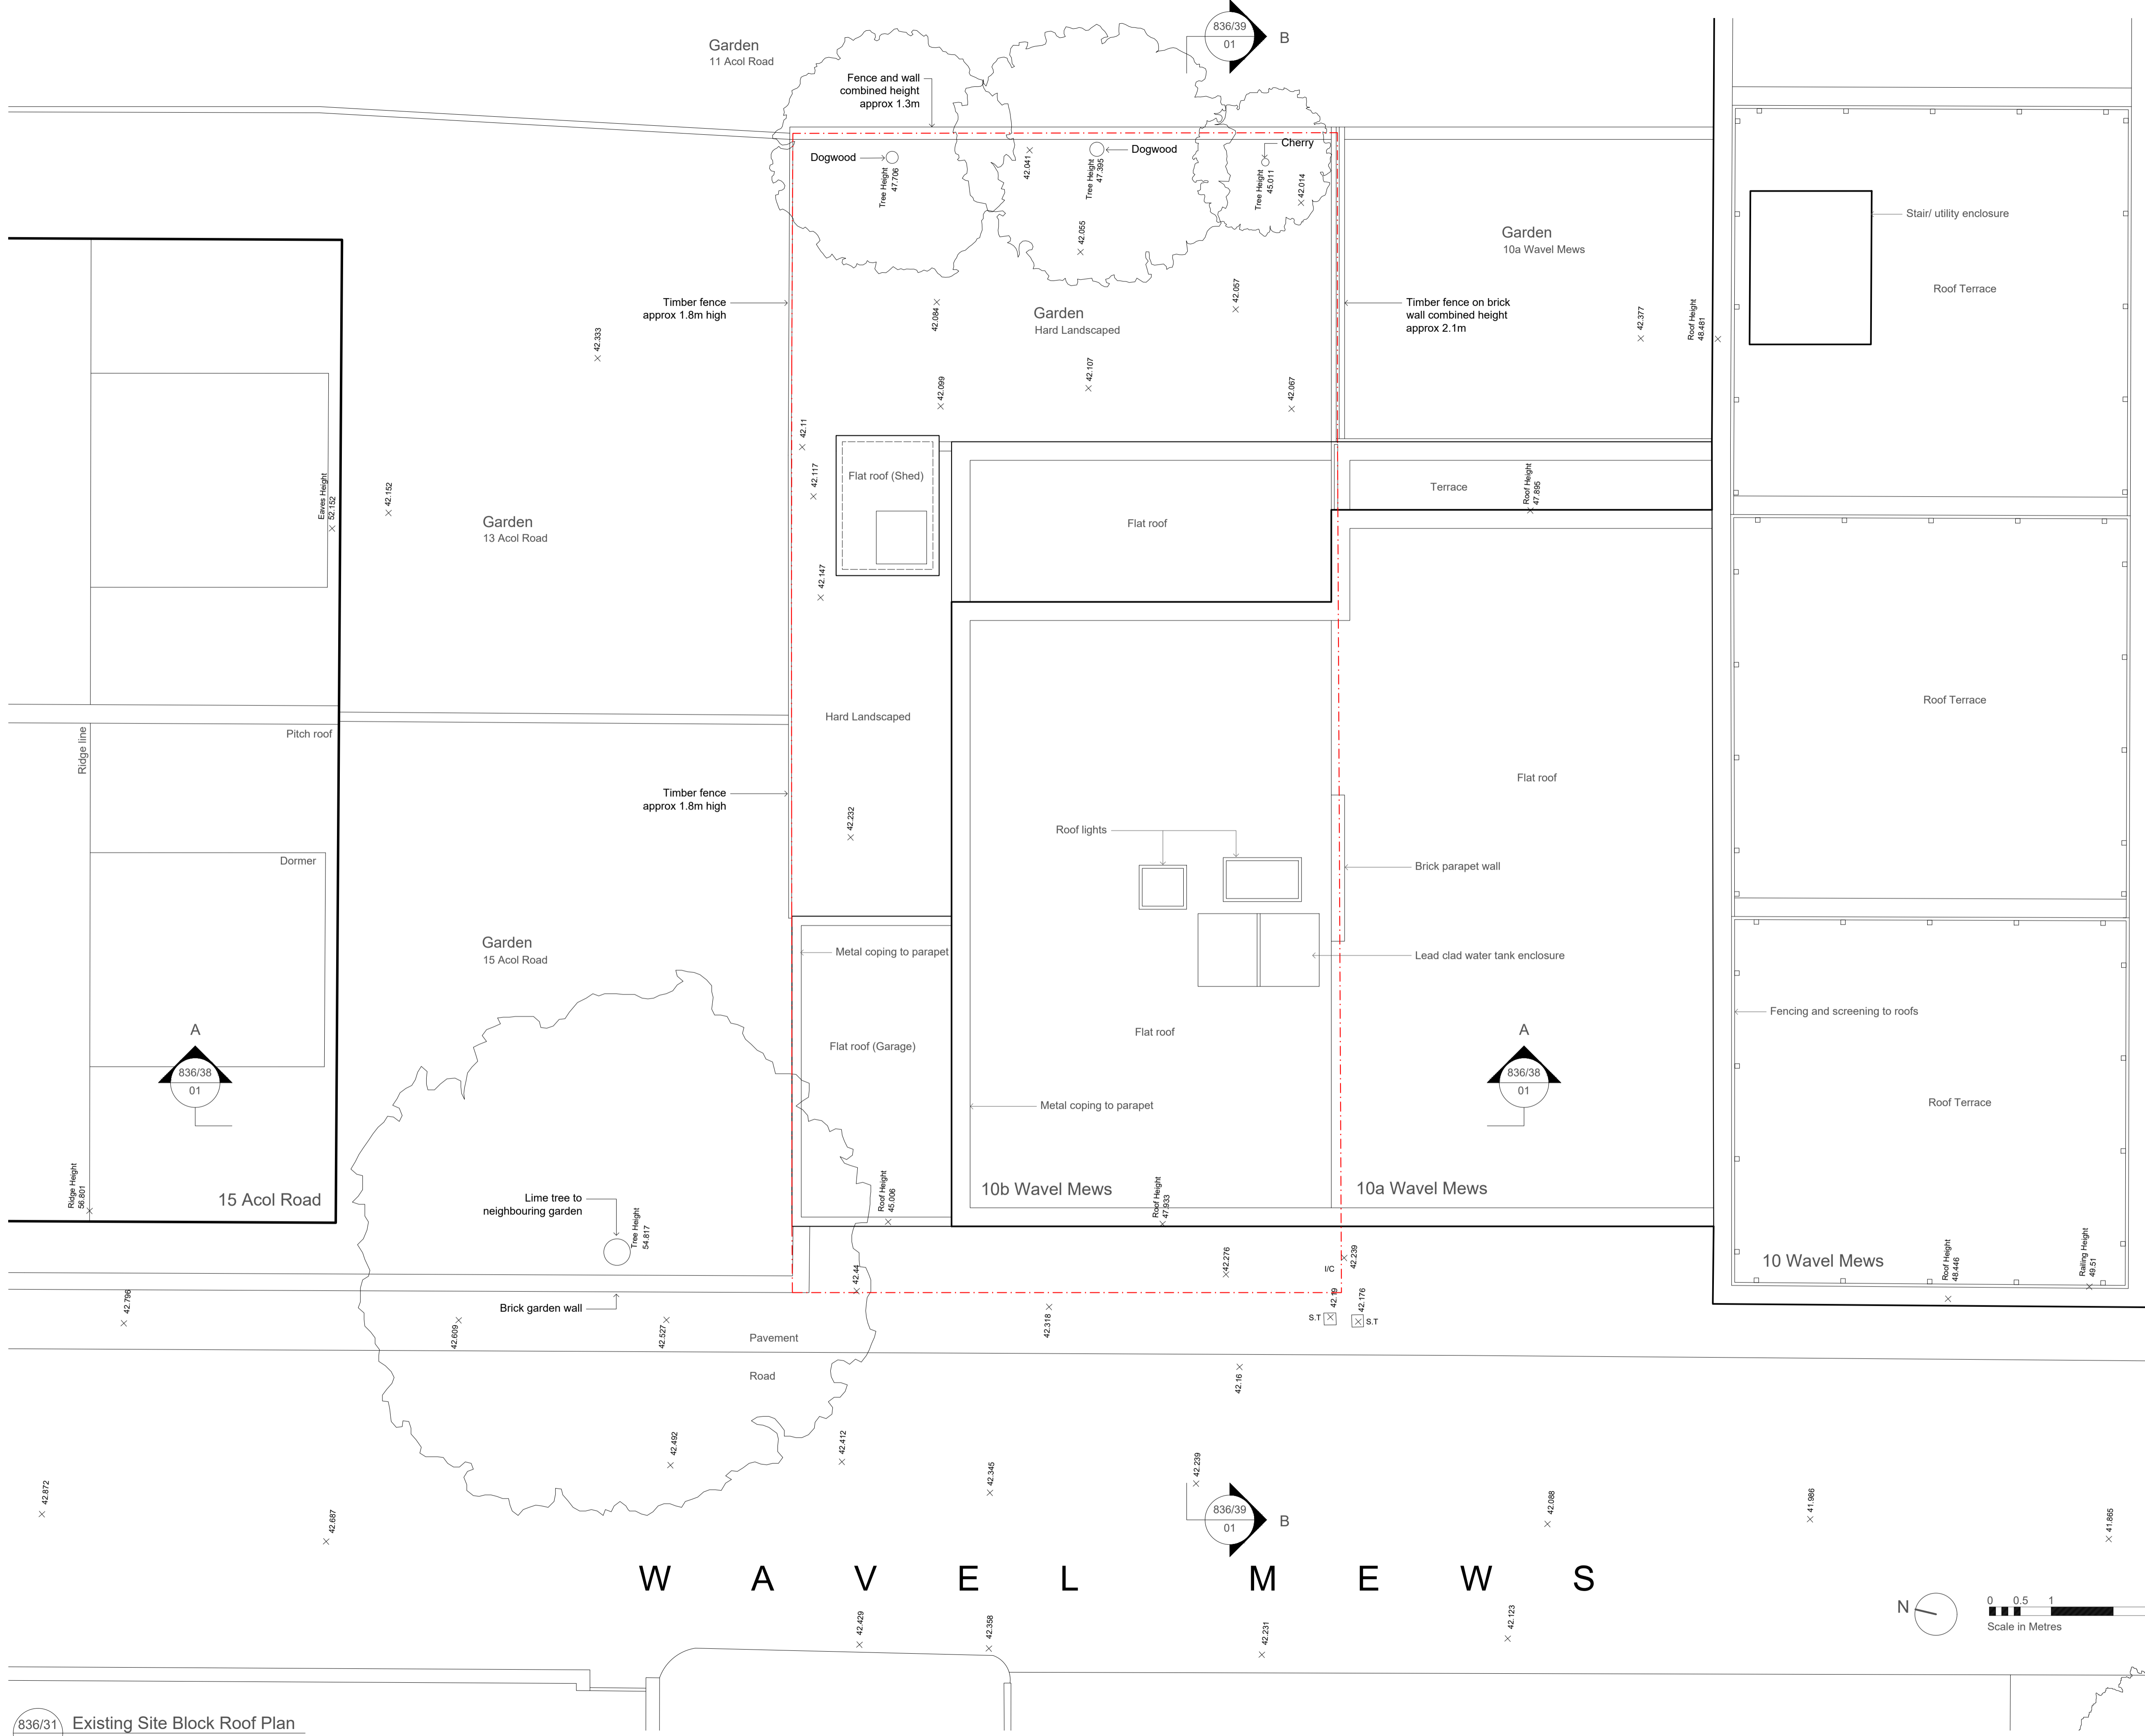 836/39
01
B
Garden
11 Acol Road
Fence and wall
combined height
approx 1.3m
Dogwood
Tree Height
47.706
42.041
Tree Height
47.395
Dogwood
Cherry
Tree Height
45.011
42.014
42.055
Garden
10a Wavel Mews
Stair/ utility enclosure
Roof Terrace
Timber fence
approx 1.8m high
42.084
Garden
Hard Landscaped
42.057
Timber fence on brick
wall combined height
approx 2.1m
42.377
Roof Height
48.481
42.333
42.099
42.107
42.067
42.11
42.117
Flat roof (Shed)
Eaves Height
52.152
42.152
Garden
13 Acol Road
Flat roof
Terrace
Roof Height
47.895
42.147
Hard Landscaped
Ridge line
Pitch roof
Roof Terrace
Timber fence
approx 1.8m high
42.232
Flat roof
Roof lights
Dormer
Brick parapet wall
Garden
15 Acol Road
Metal coping to parapet
Lead clad water tank enclosure
Flat roof (Garage)
Flat roof
Fencing and screening to roofs
A
836/38
01
A
836/38
01
Metal coping to parapet
Roof Terrace
Ridge Height
56.801
15 Acol Road
Lime tree to
neighbouring garden
Tree Height
54.817
Roof Height
45.006
10b Wavel Mews
Roof Height
47.933
10a Wavel Mews
10 Wavel Mews
Roof Height
48.446
Railing Height
49.51
42.44
42.276
I/C
42.239
42.796
42.609
Brick garden wall
42.527
Pavement
42.318
42.19
S.T
42.176
S.T
Road
42.16
42.492
42.412
42.345
42.239
42.872
42.687
836/39
01
B
42.088
41.986
41.865
WAVEL MEWS
42.429
42.358
42.231
42.123
N
0 0.5 1
Scale in Metres
836/31
Existing Site Block Roof Plan